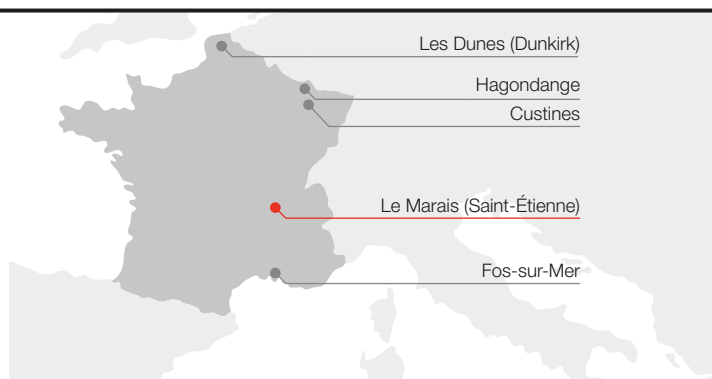 Les Dunes (Dunkirk)
Hagondange
Custines
Le Marais (Saint-Étienne)
Fos-sur-Mer